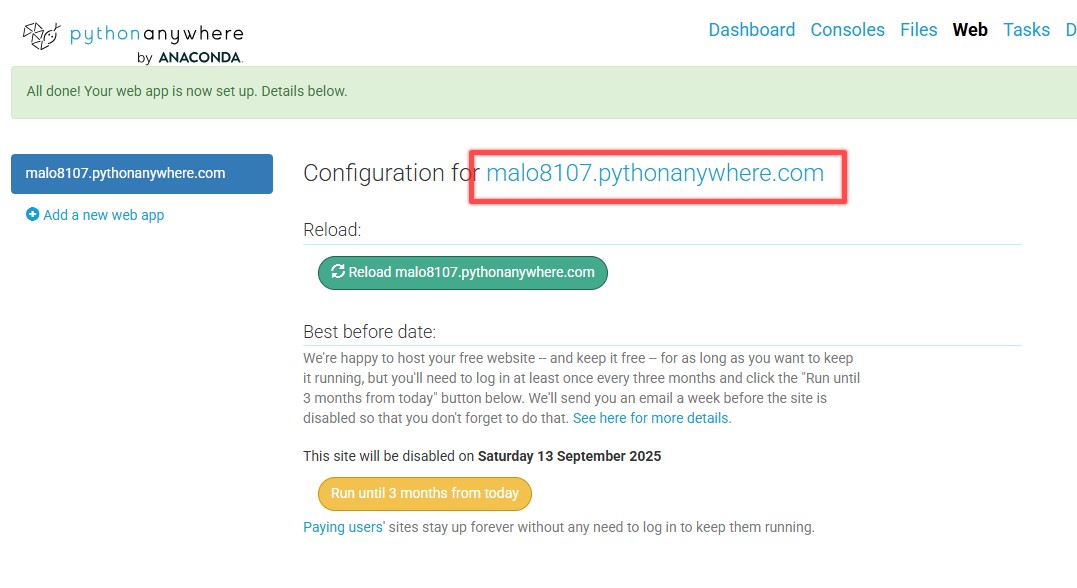 pythonanywhere
by ANACONDA.
Dashboard Consoles Files Web Tasks D
All done! Your web app is now set up. Details below.
malo8107.pythonanywhere.com
Add a new web app
Configuration for malo8107.pythonanywhere.com
Reload:
Reload malo8107.pythonanywhere.com
Best before date:
We're happy to host your free website -- and keep it free -- for as long as you want to keep
it running, but you'll need to log in at least once every three months and click the "Run until
3 months from today" button below. We'll send you an email a week before the site is
disabled so that you don't forget to do that. See here for more details.
This site will be disabled on Saturday 13 September 2025
Run until 3 months from today
Paying users' sites stay up forever without any need to log in to keep them running.